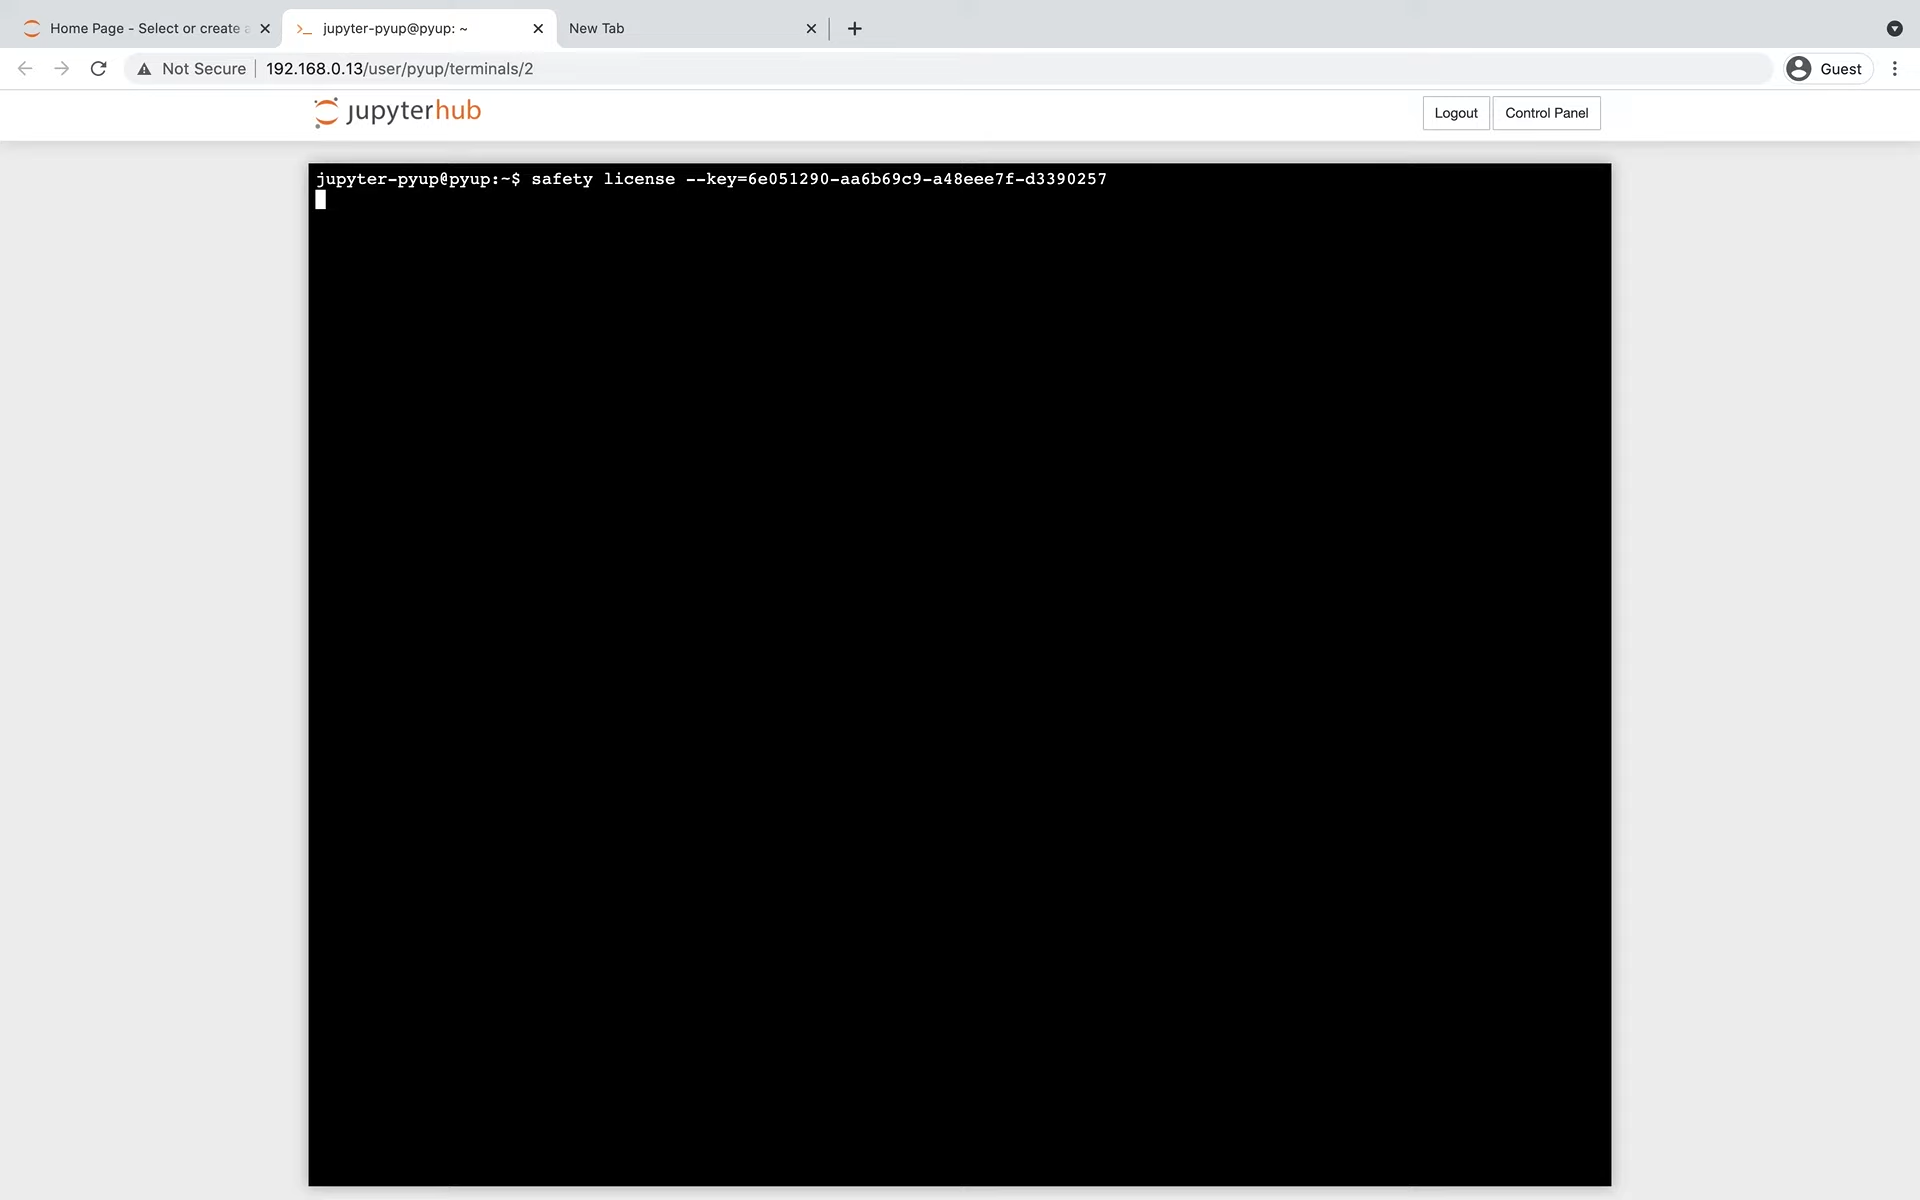 Home Page - Select or create a
jupyter-pyup@pyup: ~
New Tab
Not Secure
192.168.0.13/user/pyup/terminals/2
Guest
jupyterhub
Logout
Control Panel
jupyter-pyup@pyup:~$ safety license --key=6e051290-aa6b69c9-a48eee7f-d3390257